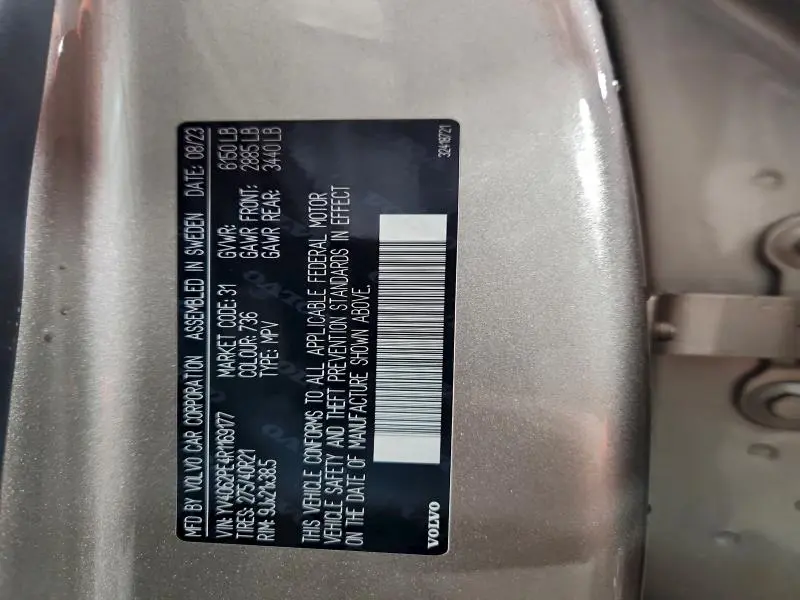 MFD BY VOLVO CAR CORPORATION ASSEMBLED IN SWEDEN DATE: 08/23
VIN: YV4062PE4R1169177 MARKET CODE: 31 GVWR: 6150 LB
TIRES: 275/40R21 COLOUR: 736 GAWR FRONT: 2885 LB
RIM: 9Jx21x38.5 TYPE: MPV GAWR REAR: 3440 LB
THIS VEHICLE CONFORMS TO ALL APPLICABLE FEDERAL MOTOR
VEHICLE SAFETY AND THEFT PREVENTION STANDARDS IN EFFECT
ON THE DATE OF MANUFACTURE SHOWN ABOVE.
VOLVO 32418721